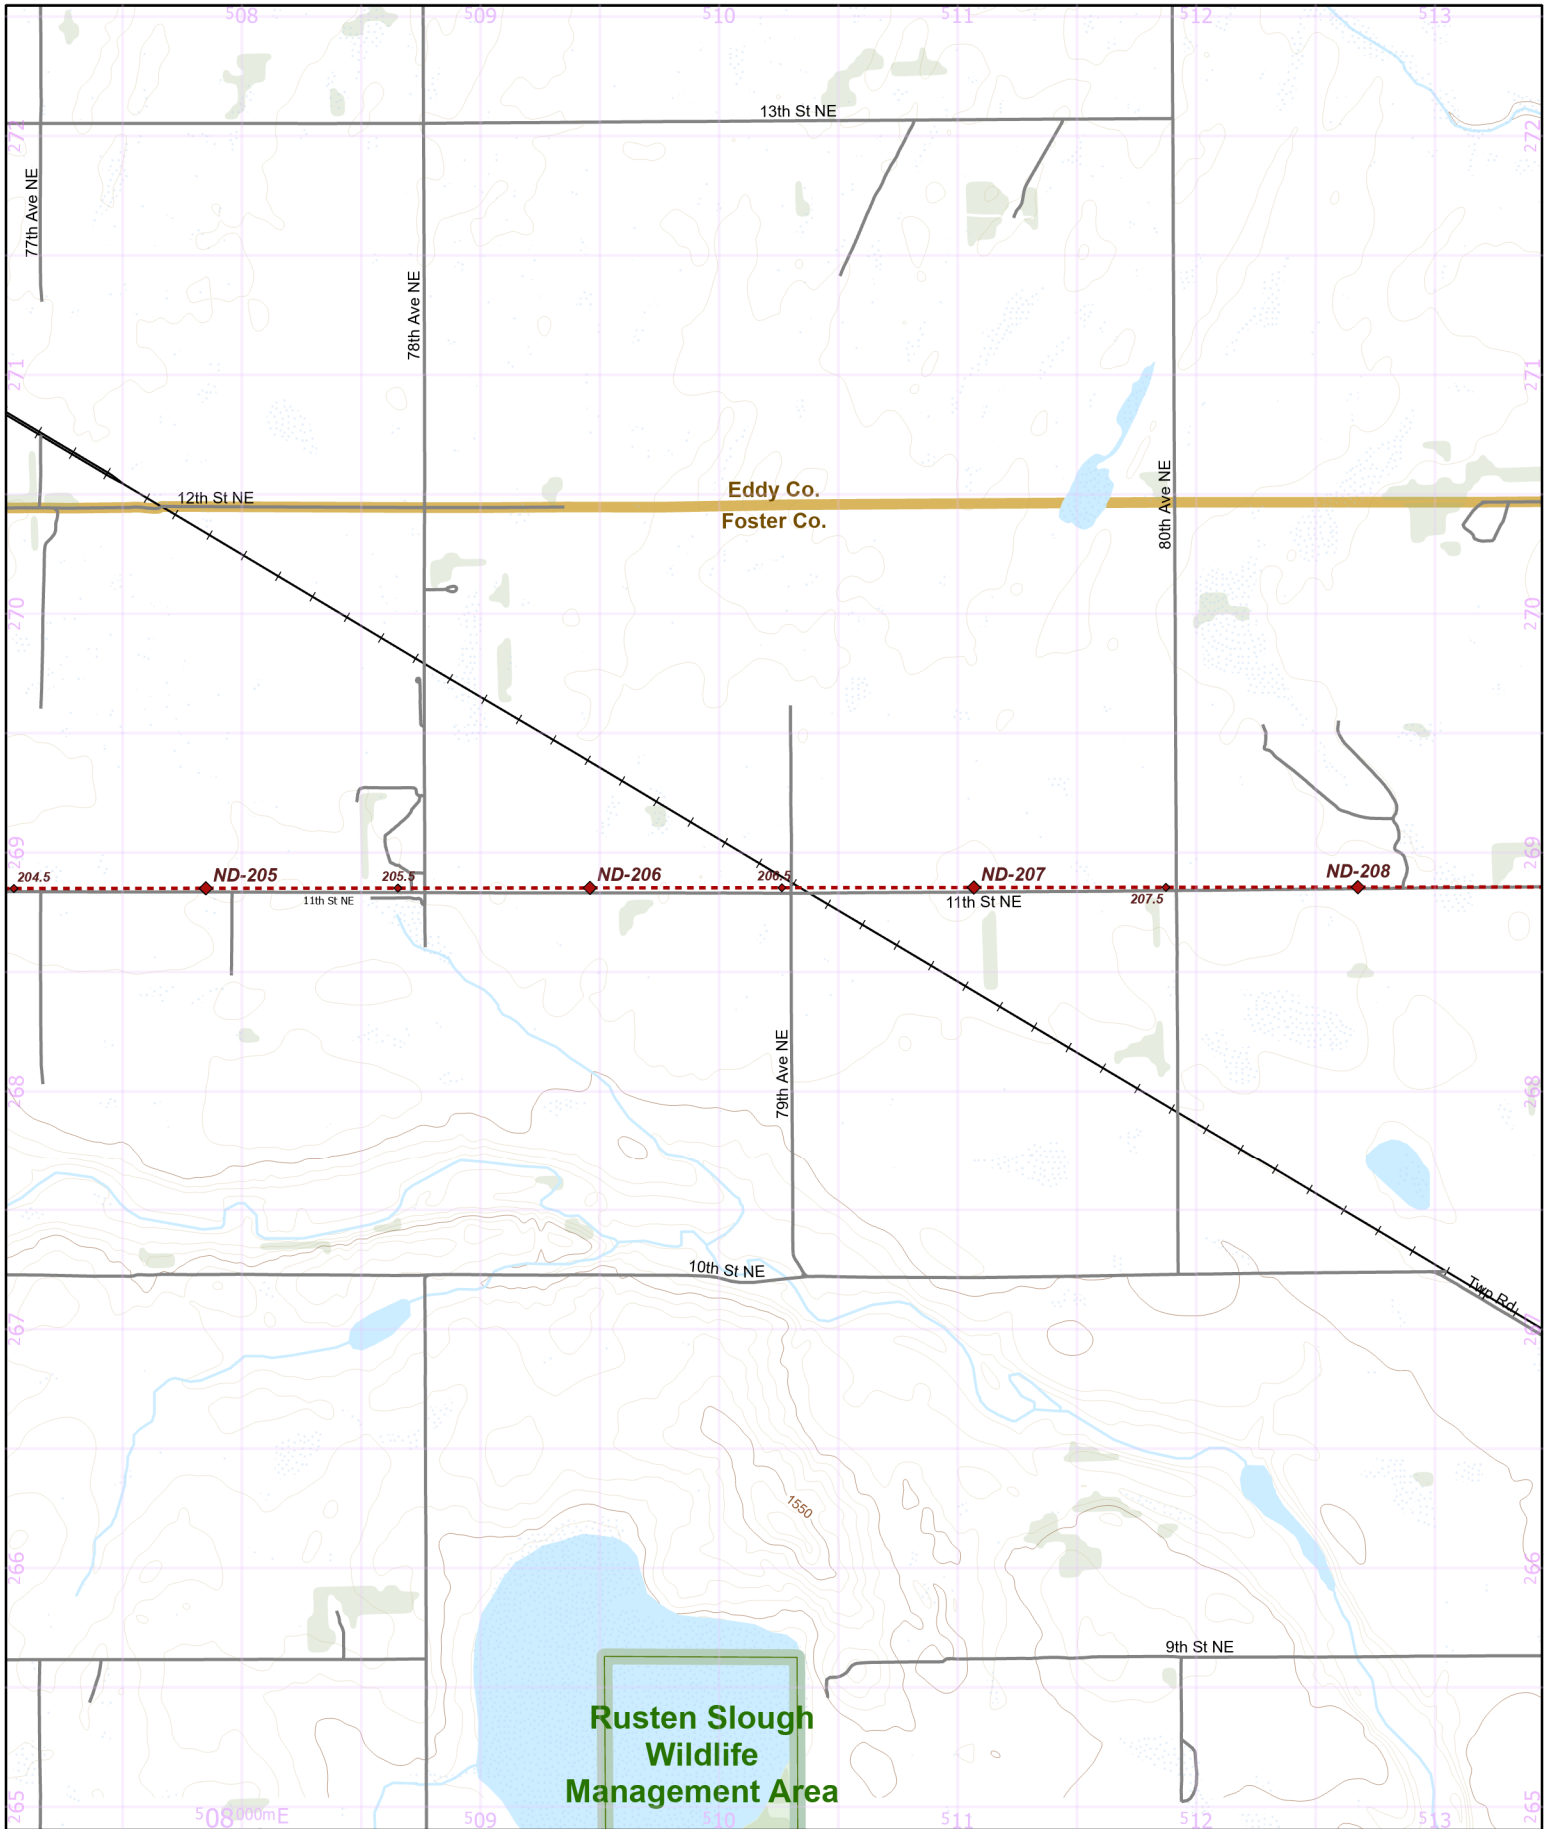 508
509
510
511
512
513
13th St NE
272
272
77th Ave NE
78th Ave NE
271
271
80th Ave NE
12th St NE
Eddy Co.
Foster Co.
270
270
269
269
204.5
ND-205
205.5
ND-206
206.5
ND-207
207.5
ND-208
11th St NE
11th St NE
79th Ave NE
268
268
10th St NE
Twp Rd
267
267
1550
266
266
9th St NE
Rusten Slough
Wildlife
Management Area
265
265
508000mE
509
510
511
512
513